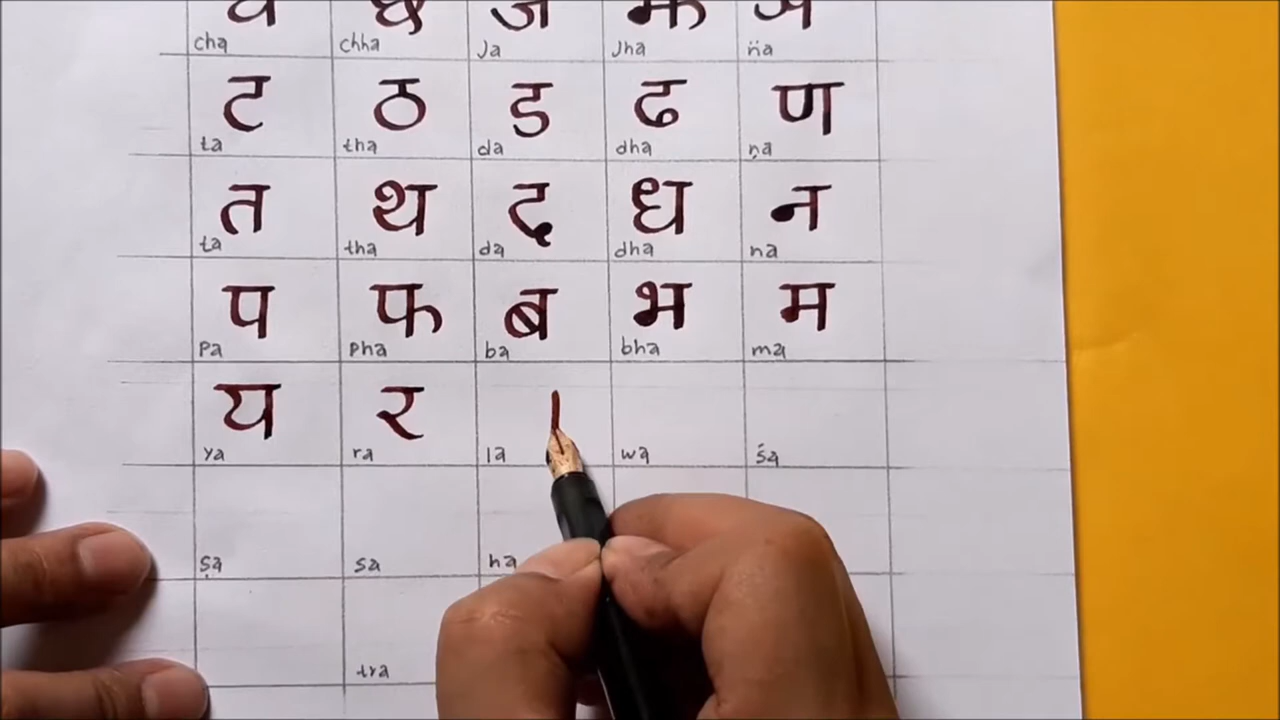 च छ ज झ ञ
cha chha Ja Jha n̈a
ट ठ ड ढ ण
ta tha da dha ṇa
त थ द ध न
ta tha da dha na
प फ ब भ म
Pa Pha ba bha ma
य र
ya ra la wa śa
ṣa sa ha
tra